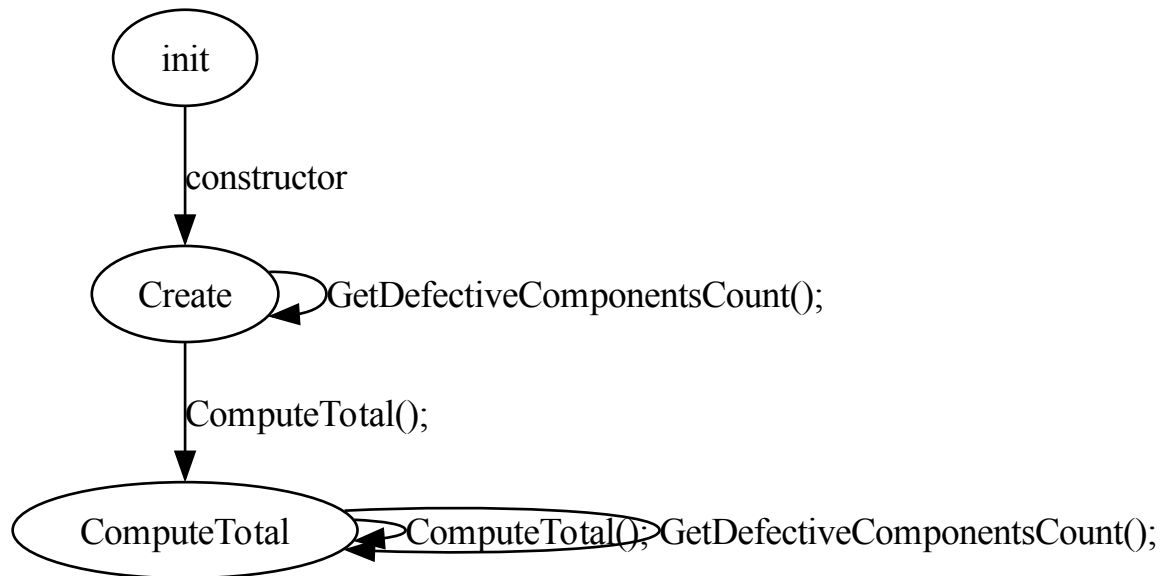 init
constructor
Create
GetDefectiveComponentsCount();
ComputeTotal();
ComputeTotal
ComputeTotal();
GetDefectiveComponentsCount();